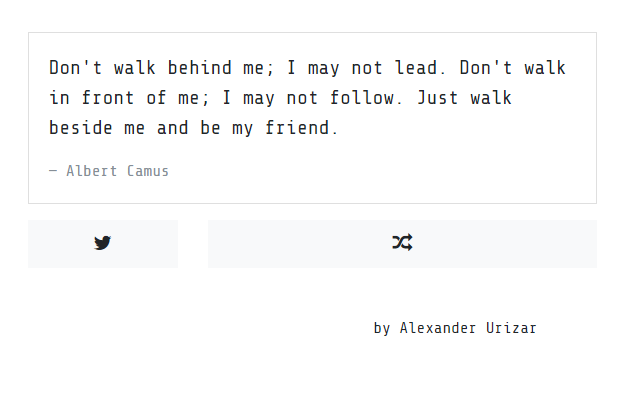 Don't walk behind me; I may not lead. Don't walk
in front of me; I may not follow. Just walk
beside me and be my friend.
— Albert Camus
by Alexander Urizar